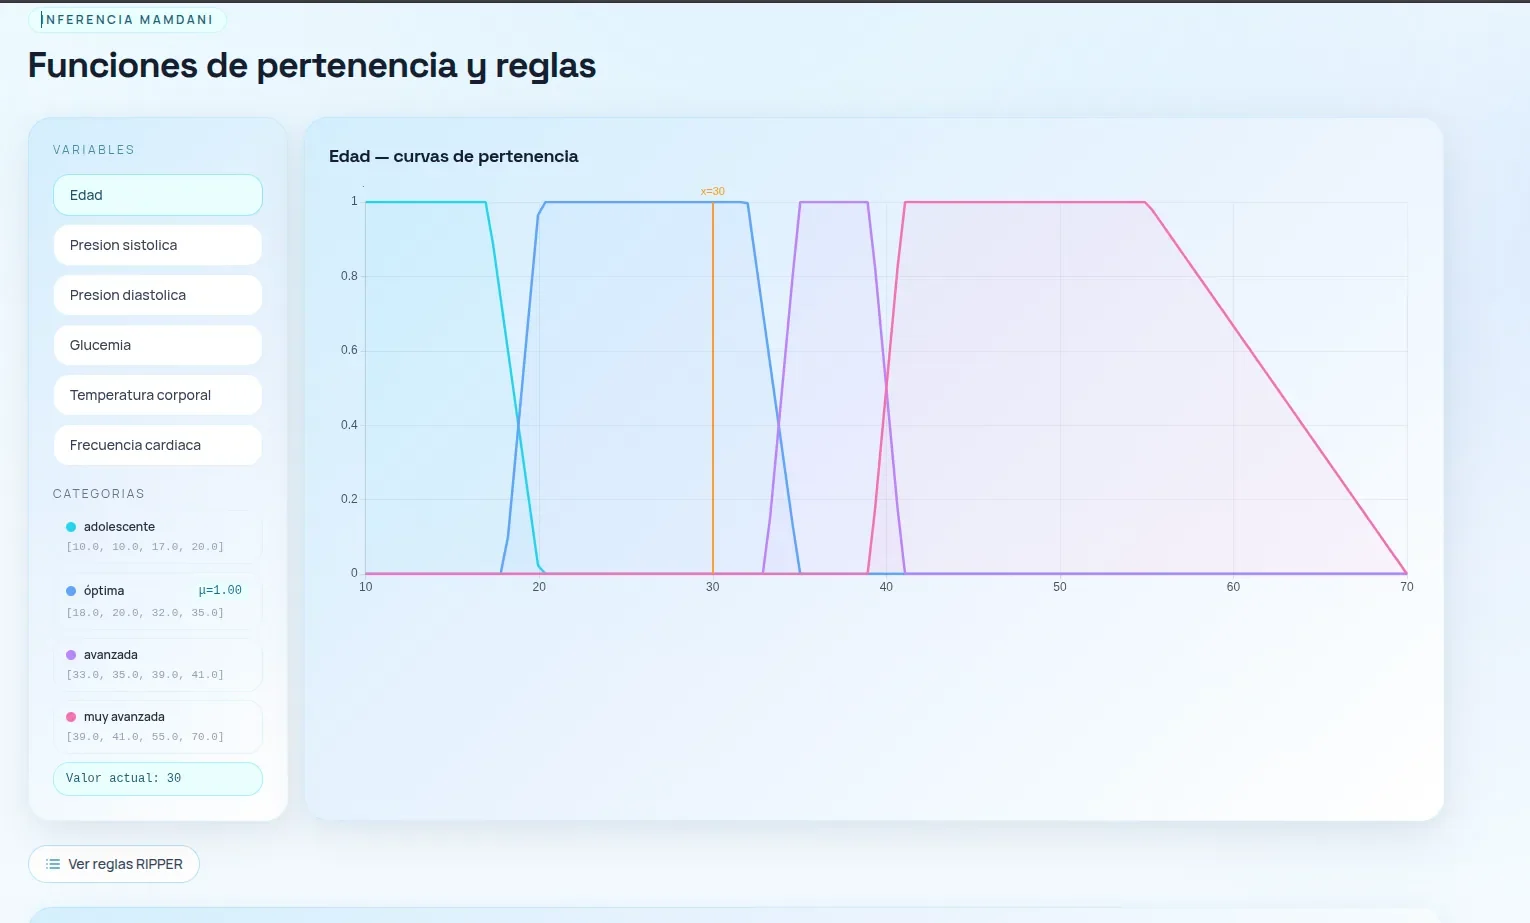 INFERENCIA MAMDANI
Funciones de pertenencia y reglas
VARIABLES
Edad
Presion sistolica
Presion diastolica
Glucemia
Temperatura corporal
Frecuencia cardiaca
CATEGORIAS
adolescente
[10.0, 10.0, 17.0, 20.0]
óptima μ=1.00
[18.0, 20.0, 32.0, 35.0]
avanzada
[33.0, 35.0, 39.0, 41.0]
muy avanzada
[39.0, 41.0, 55.0, 70.0]
Valor actual: 30
Edad — curvas de pertenencia
x=30
1
0.8
0.6
0.4
0.2
0
10 20 30 40 50 60 70
Ver reglas RIPPER